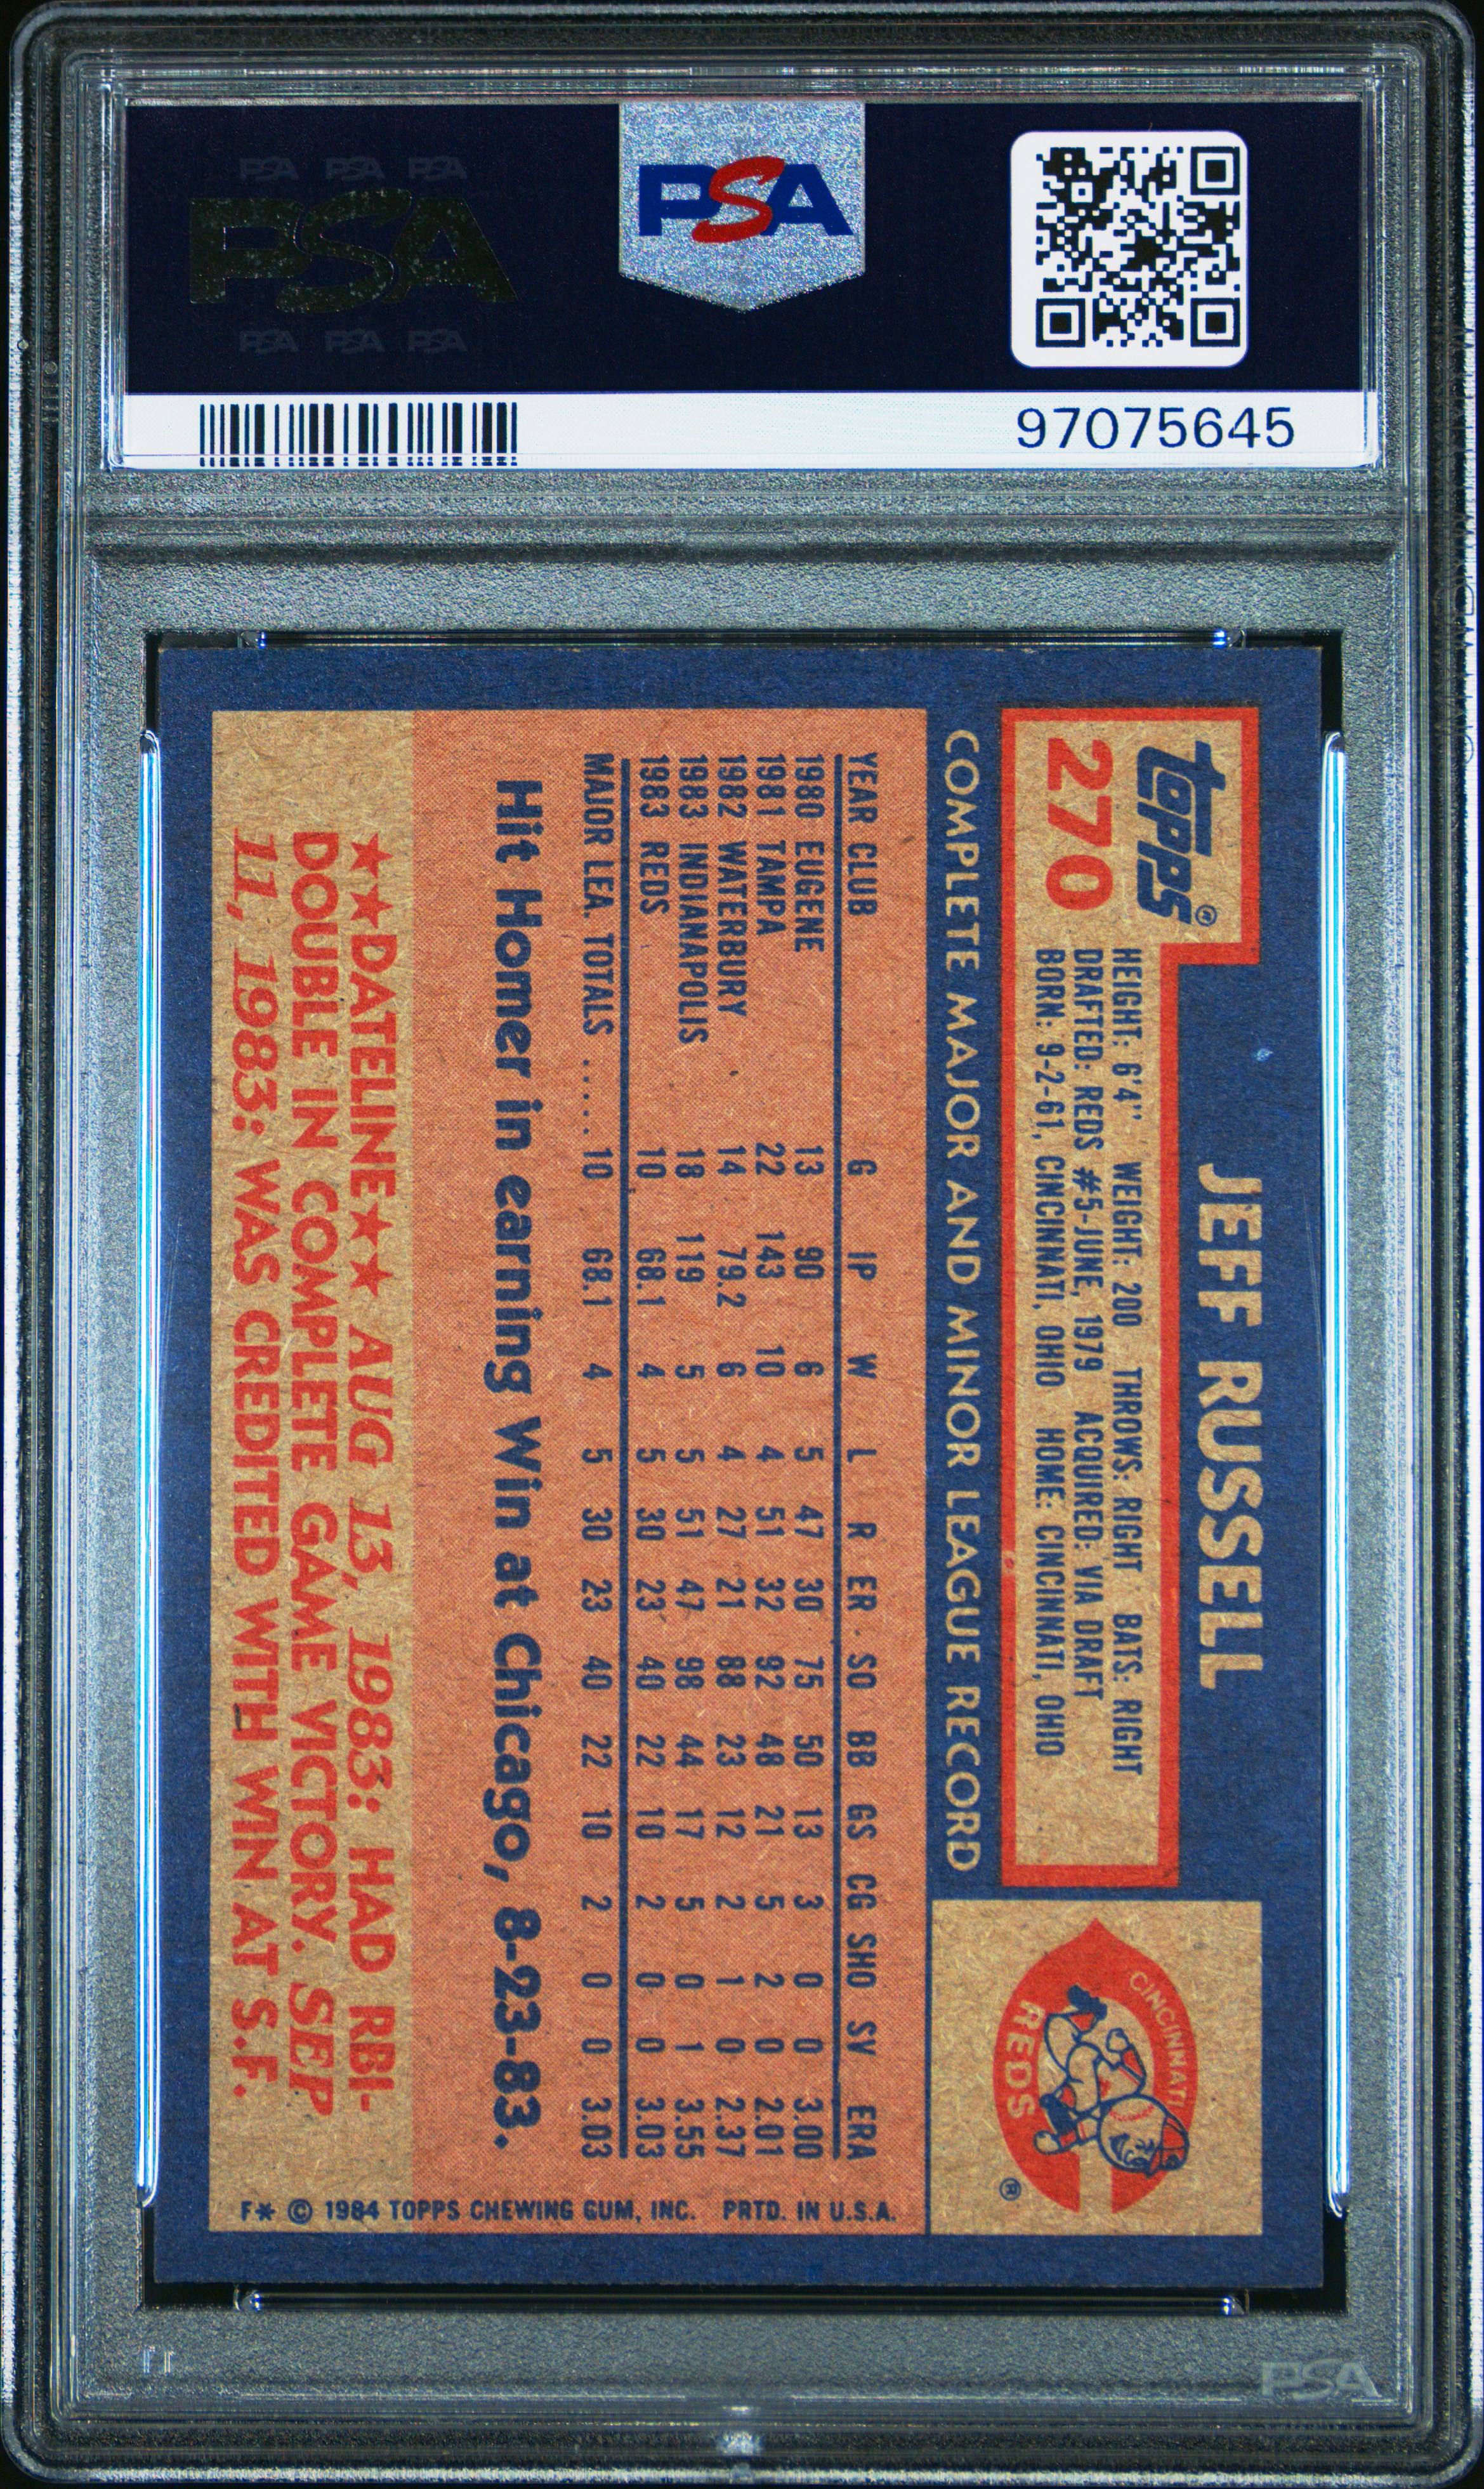 PSA PSA PSA
PSA
PSA PSA PSA
PSA
97075645
JEFF RUSSELL
Topps®
270
HEIGHT: 6'4" WEIGHT: 200 THROWS: RIGHT BATS: RIGHT
DRAFTED: REDS #5-JUNE, 1979 ACQUIRED: VIA DRAFT
BORN: 9-2-61, CINCINNATI, OHIO HOME: CINCINNATI, OHIO
CINCINNATI
REDS
®
COMPLETE MAJOR AND MINOR LEAGUE RECORD
YEAR CLUB G IP W L R ER SO BB GS CG SHO SV ERA
1980 EUGENE 13 90 6 5 47 30 75 50 13 3 0 0 3.00
1981 TAMPA 22 143 10 4 51 32 92 48 21 5 2 0 2.01
1982 WATERBURY 14 79.2 6 4 27 21 88 23 12 2 1 0 2.37
1983 INDIANAPOLIS 18 119 5 5 51 47 98 44 17 5 0 1 3.55
1983 REDS 10 68.1 4 5 30 23 40 22 10 2 0 0 3.03
MAJOR LEA. TOTALS ..... 10 68.1 4 5 30 23 40 22 10 2 0 0 3.03
Hit Homer in earning Win at Chicago, 8-23-83.
★★DATELINE★★ AUG 13, 1983: HAD RBI-
DOUBLE IN COMPLETE GAME VICTORY. SEP
11, 1983: WAS CREDITED WITH WIN AT S.F.
F* © 1984 TOPPS CHEWING GUM, INC. PRTD. IN U.S.A.
PSA